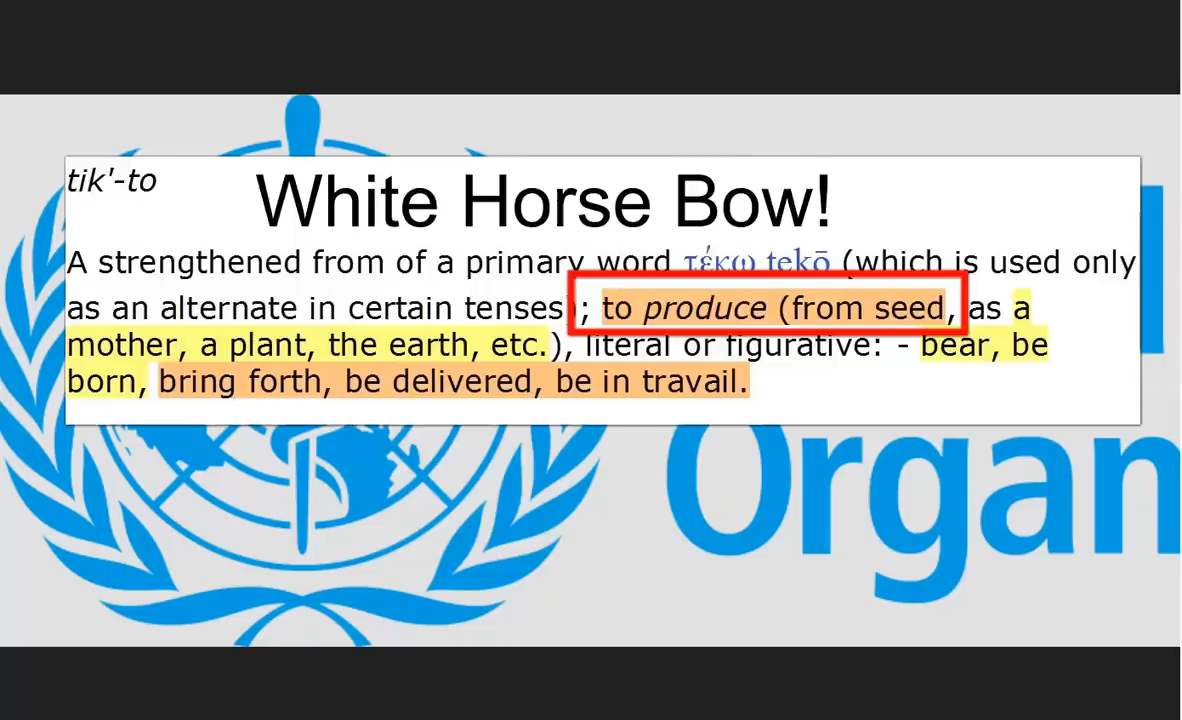 tik'-to
White Horse Bow!
A strengthened from of a primary word τέκω tekō (which is used only
as an alternate in certain tenses); to produce (from seed, as a
mother, a plant, the earth, etc.), literal or figurative: - bear, be
born, bring forth, be delivered, be in travail.
Organ